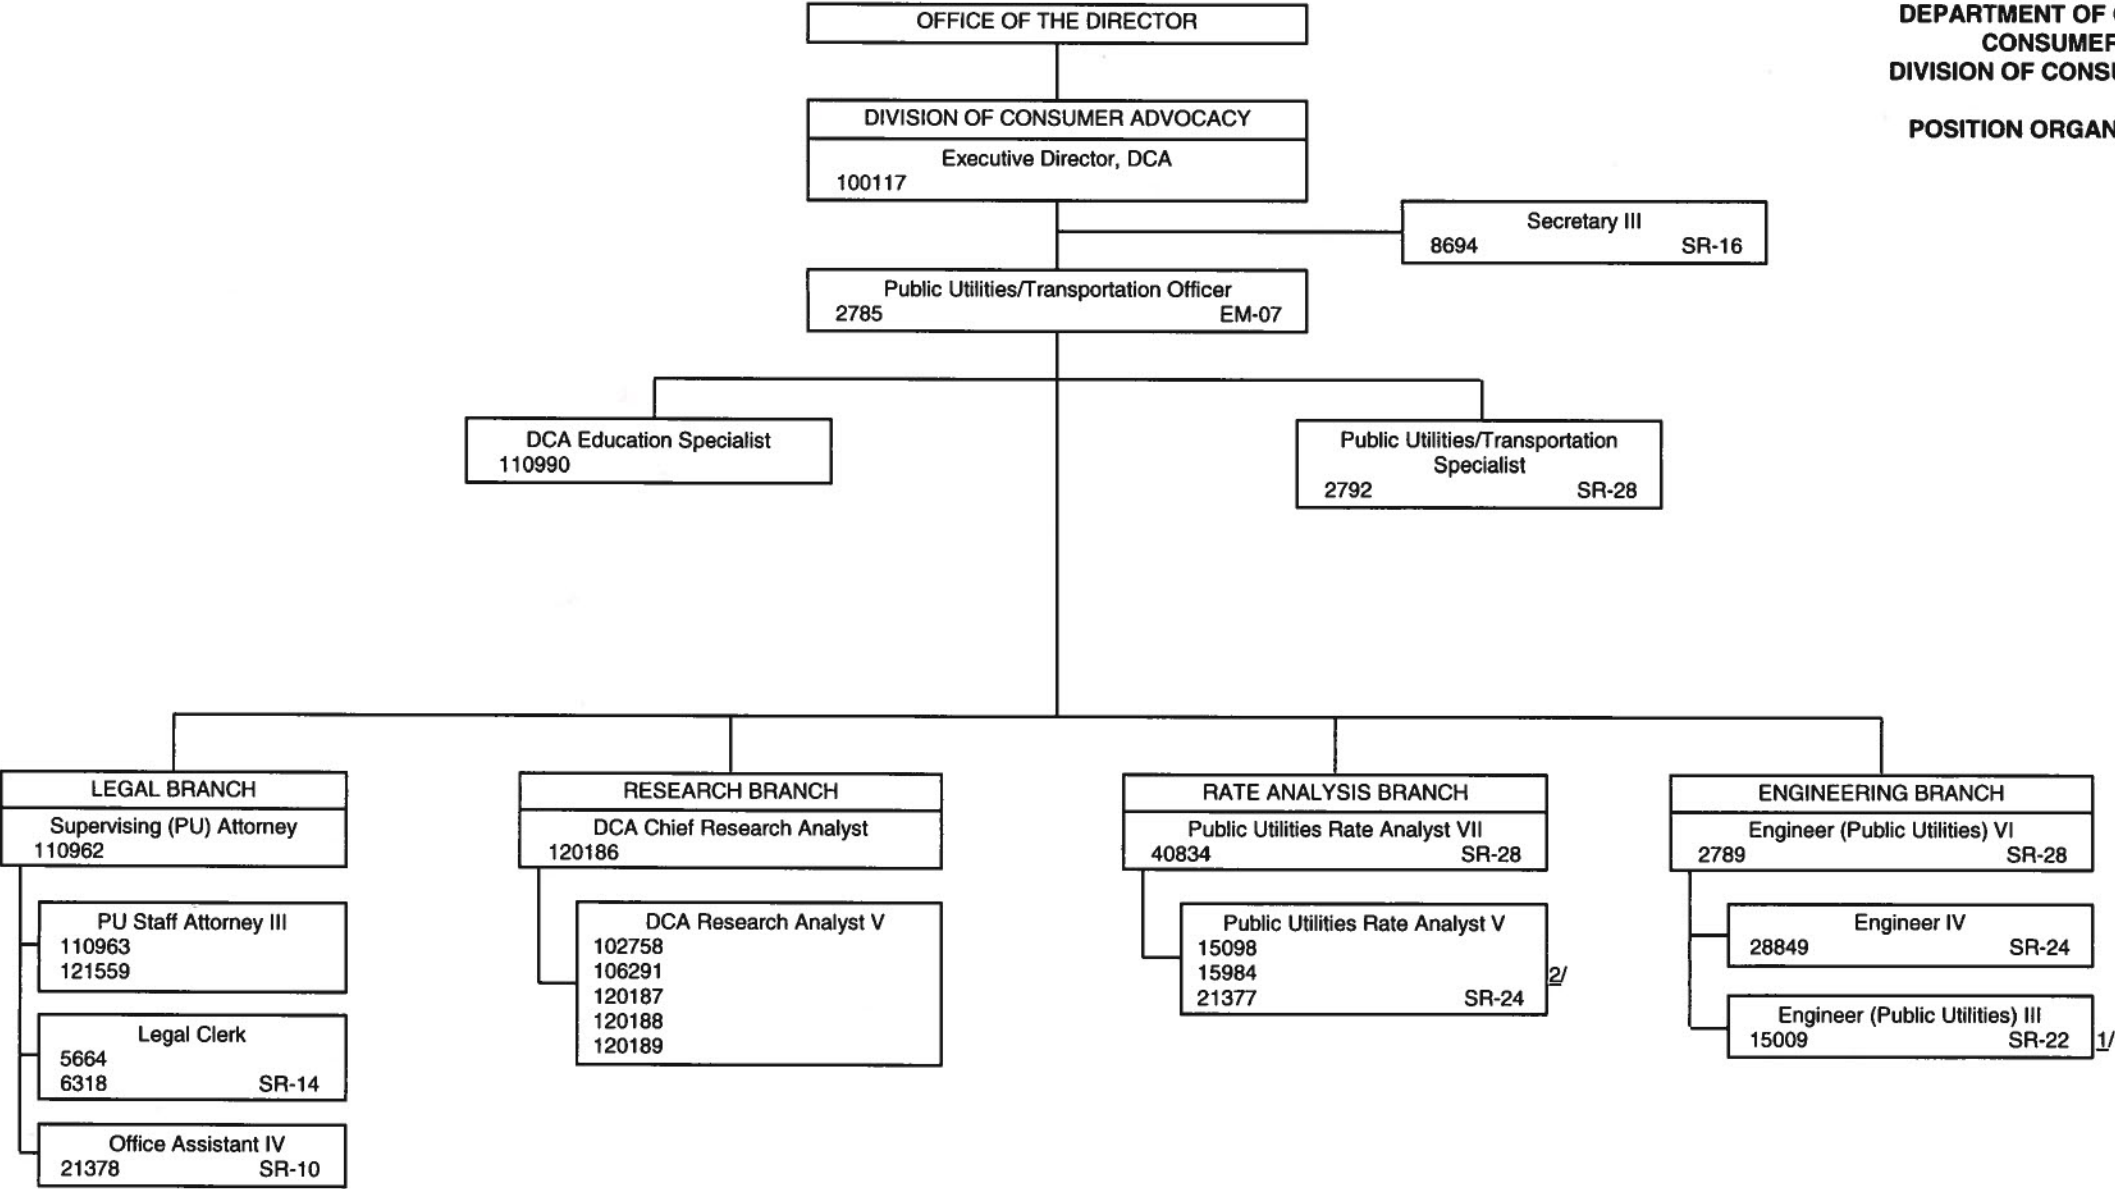 OFFICE OF THE DIRECTOR
DEPARTMENT OF
CONSUMER
DIVISION OF
POSITION
DIVISION OF CONSUMER ADVOCACY
Executive Director, DCA
100117
Secretary III
8694 SR-16
Public Utilities/Transportation Officer
2785 EM-07
DCA Education Specialist
110990
Public Utilities/Transportation
Specialist
2792 SR-28
LEGAL BRANCH
Supervising (PU) Attorney
110962
PU Staff Attorney III
110963
121559
Legal Clerk
5664
6318 SR-14
Office Assistant IV
21378 SR-10
RESEARCH BRANCH
DCA Chief Research Analyst
120186
DCA Research Analyst V
102758
106291
120187
120188
120189
RATE ANALYSIS BRANCH
Public Utilities Rate Analyst VII
40834 SR-28
Public Utilities Rate Analyst V
15098
15984
21377 SR-24
2/
ENGINEERING BRANCH
Engineer (Public Utilities) VI
2789 SR-28
Engineer IV
28849 SR-24
Engineer (Public Utilities) III
15009 SR-22
1/